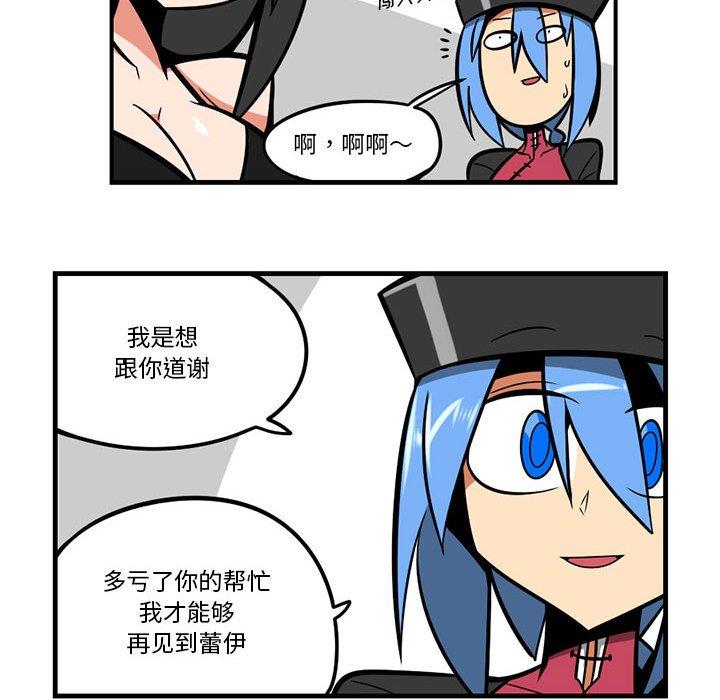 啊，啊啊～
我是想
跟你道谢
多亏了你的帮忙
我才能够
再见到蕾伊